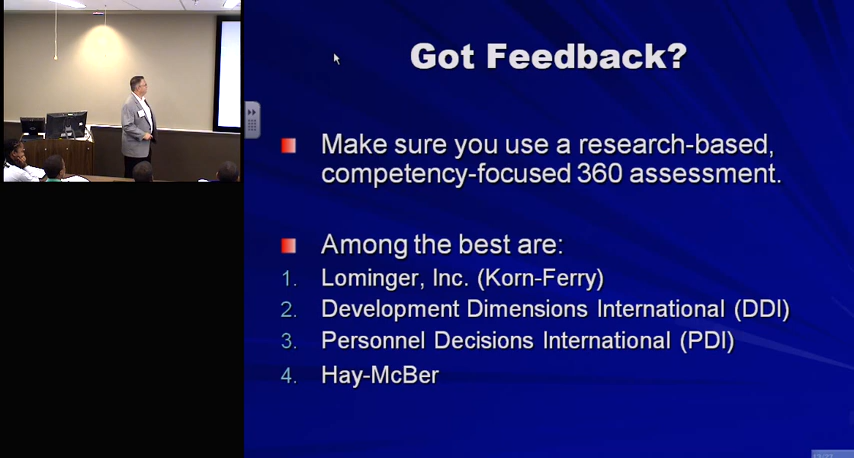 Got Feedback?
Make sure you use a research-based,
competency-focused 360 assessment.
Among the best are:
1. Lominger, Inc. (Korn-Ferry)
2. Development Dimensions International (DDI)
3. Personnel Decisions International (PDI)
4. Hay-McBer